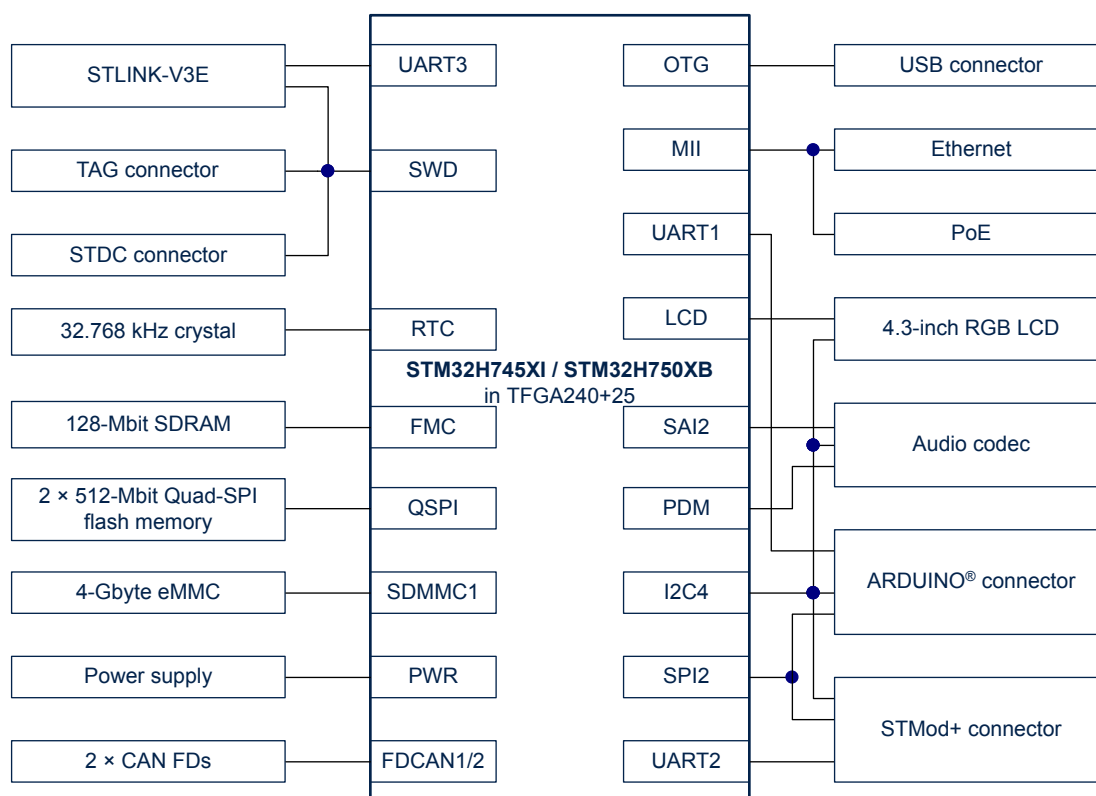 STLINK-V3E
UART3
OTG
USB connector
TAG connector
SWD
MII
Ethernet
STDC connector
UART1
PoE
32.768 kHz crystal
RTC
LCD
4.3-inch RGB LCD
STM32H745XI / STM32H750XB
in TFGA240+25
128-Mbit SDRAM
FMC
SAI2
Audio codec
2 × 512-Mbit Quad-SPI
flash memory
QSPI
PDM
4-Gbyte eMMC
SDMMC1
I2C4
ARDUINO® connector
Power supply
PWR
SPI2
STMod+ connector
2 × CAN FDs
FDCAN1/2
UART2